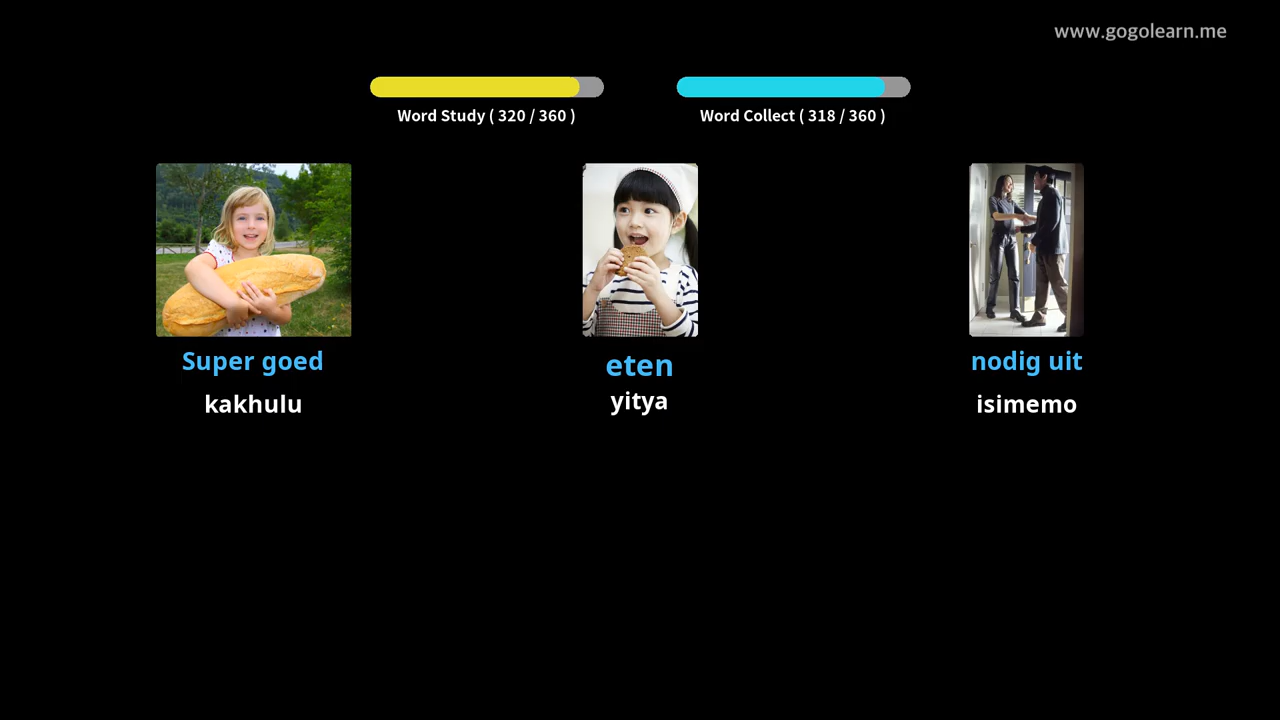 www.gogolearn.me
Word Study ( 320 / 360 )
Word Collect ( 318 / 360 )
Super goed
eten
nodig uit
kakhulu
yitya
isimemo